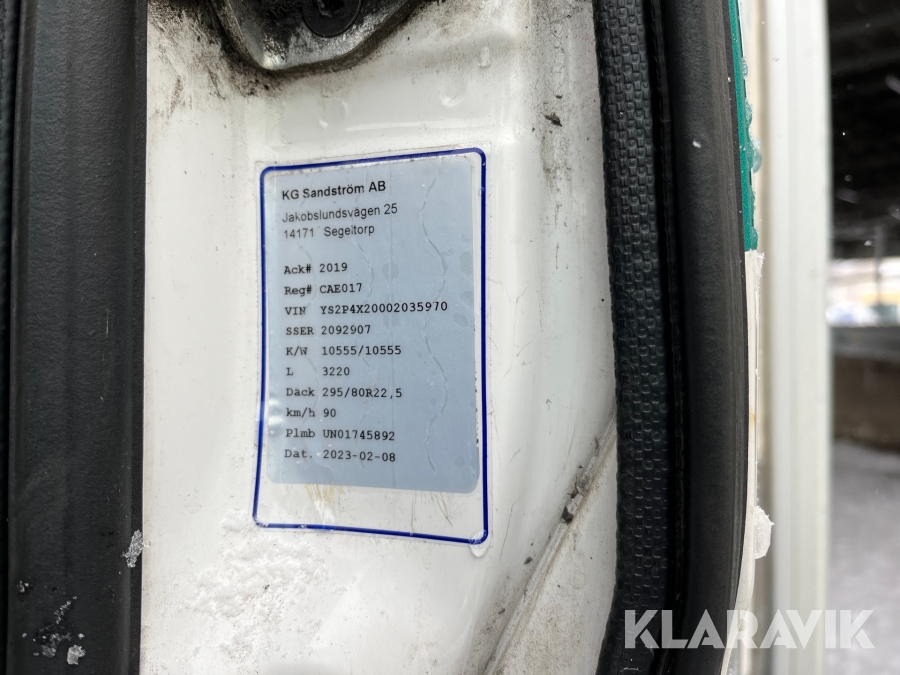 KG Sandström AB
Jakobslundsvägen 25
14171 Segeltorp
Ack# 2019
Reg# CAE017
VIN YS2P4X20002035970
SSER 2092907
K/W 10555/10555
L 3220
Däck 295/80R22,5
km/h 90
Plmb UN01745892
Dat. 2023-02-08
KLARAVIK